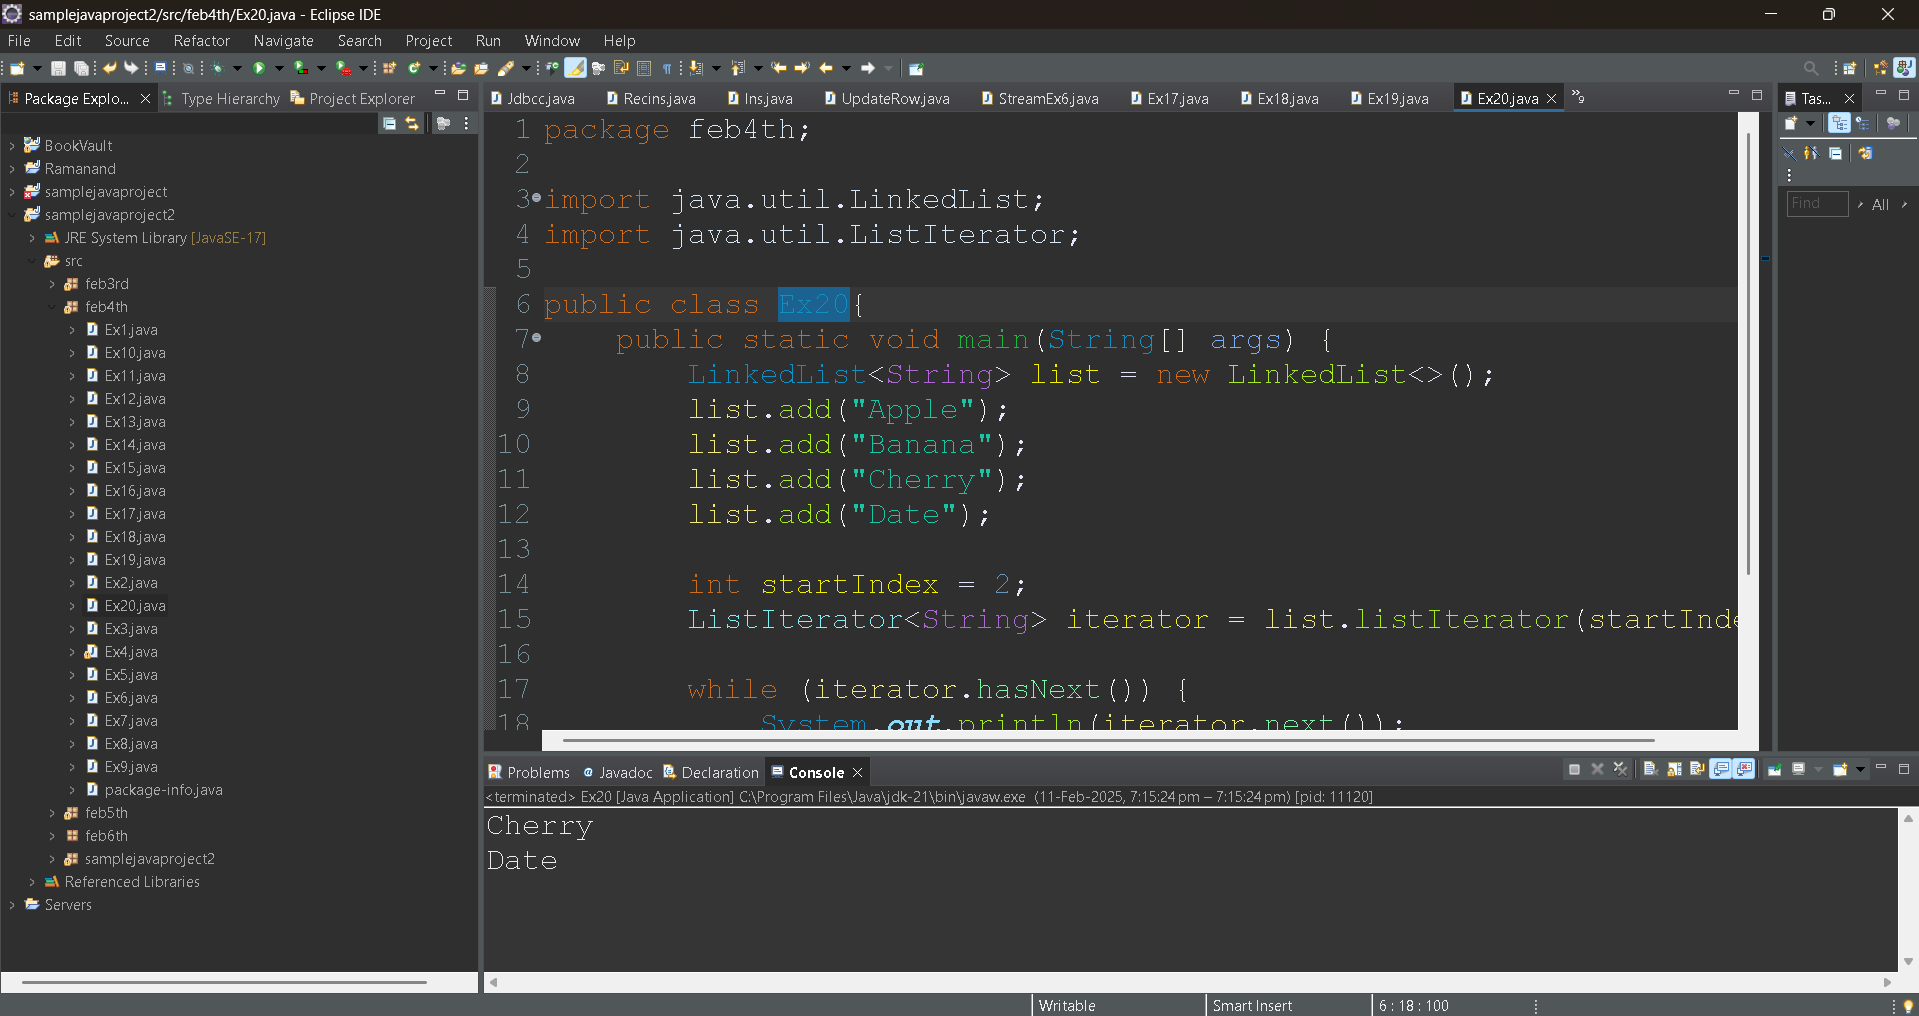 samplejavaproject2/src/feb4th/Ex20.java - Eclipse IDE
File Edit Source Refactor Navigate Search Project Run Window Help
Package Explo... Type Hierarchy Project Explorer
BookVault
Ramanand
samplejavaproject
samplejavaproject2
JRE System Library [JavaSE-17]
src
feb3rd
feb4th
Ex1.java
Ex10.java
Ex11.java
Ex12.java
Ex13.java
Ex14.java
Ex15.java
Ex16.java
Ex17.java
Ex18.java
Ex19.java
Ex2.java
Ex20.java
Ex3.java
Ex4.java
Ex5.java
Ex6.java
Ex7.java
Ex8.java
Ex9.java
package-info.java
feb5th
feb6th
samplejavaproject2
Referenced Libraries
Servers
Jdbcc.java Recins.java Ins.java UpdateRow.java StreamEx6.java Ex17.java Ex18.java Ex19.java Ex20.java »9
1 package feb4th;
2
3 import java.util.LinkedList;
4 import java.util.ListIterator;
5
6 public class Ex20{
7     public static void main(String[] args) {
8         LinkedList<String> list = new LinkedList<>();
9         list.add("Apple");
10         list.add("Banana");
11         list.add("Cherry");
12         list.add("Date");
13
14         int startIndex = 2;
15         ListIterator<String> iterator = list.listIterator(startInde
16
17         while (iterator.hasNext()) {
18             System.out.println(iterator.next());
Tas...
Find All
Problems Javadoc Declaration Console
<terminated> Ex20 [Java Application] C:\Program Files\Java\jdk-21\bin\javaw.exe (11-Feb-2025, 7:15:24 pm – 7:15:24 pm) [pid: 11120]
Cherry
Date
Writable Smart Insert 6 : 18 : 100